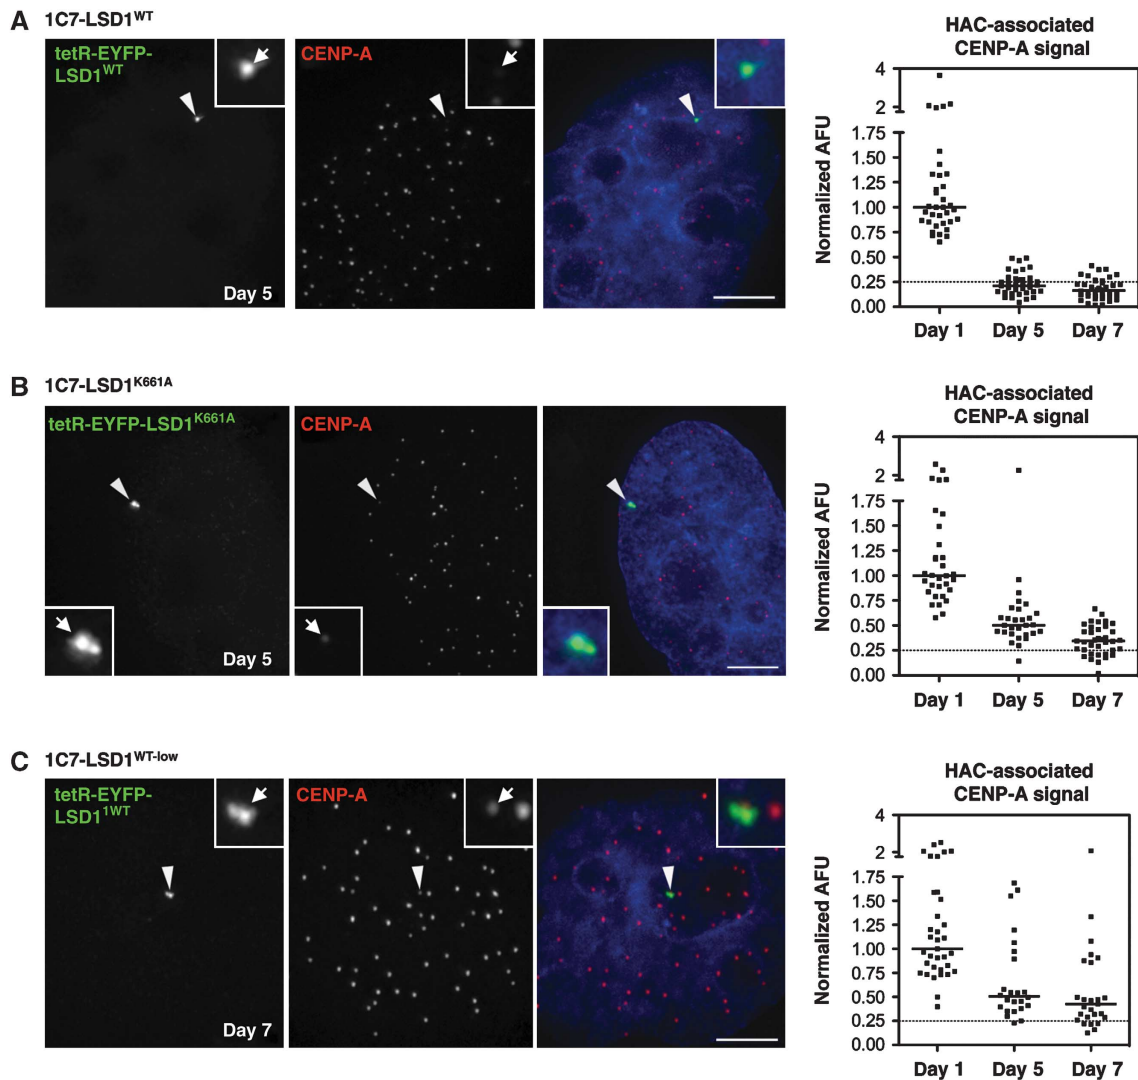 A 1C7-LSD1WT
tetR-EYFP-
LSD1WT
CENP-A
Day 5
HAC-associated
CENP-A signal
Normalized AFU
4
2
1.75
1.50
1.25
1.00
0.75
0.50
0.25
0.00
Day 1 Day 5 Day 7
B 1C7-LSD1K661A
tetR-EYFP-LSD1K661A
CENP-A
Day 5
HAC-associated
CENP-A signal
Normalized AFU
4
2
1.75
1.50
1.25
1.00
0.75
0.50
0.25
0.00
Day 1 Day 5 Day 7
C 1C7-LSD1WT-low
tetR-EYFP-
LSD11WT
CENP-A
Day 7
HAC-associated
CENP-A signal
Normalized AFU
4
2
1.75
1.50
1.25
1.00
0.75
0.50
0.25
0.00
Day 1 Day 5 Day 7